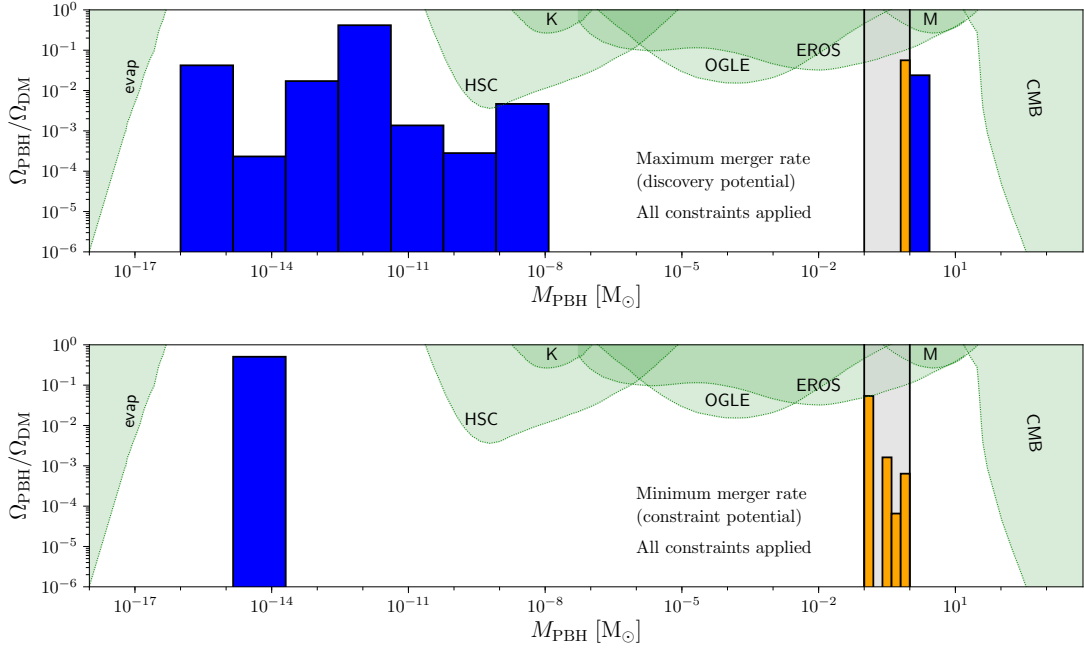 10^0
10^-1
10^-2
10^-3
10^-4
10^-5
10^-6
Ω_PBH/Ω_DM
evap
HSC
K
OGLE
EROS
M
CMB
Maximum merger rate
(discovery potential)
All constraints applied
10^-17
10^-14
10^-11
10^-8
10^-5
10^-2
10^1
M_PBH [M_⊙]
10^0
10^-1
10^-2
10^-3
10^-4
10^-5
10^-6
Ω_PBH/Ω_DM
evap
HSC
K
OGLE
EROS
M
CMB
Minimum merger rate
(constraint potential)
All constraints applied
10^-17
10^-14
10^-11
10^-8
10^-5
10^-2
10^1
M_PBH [M_⊙]